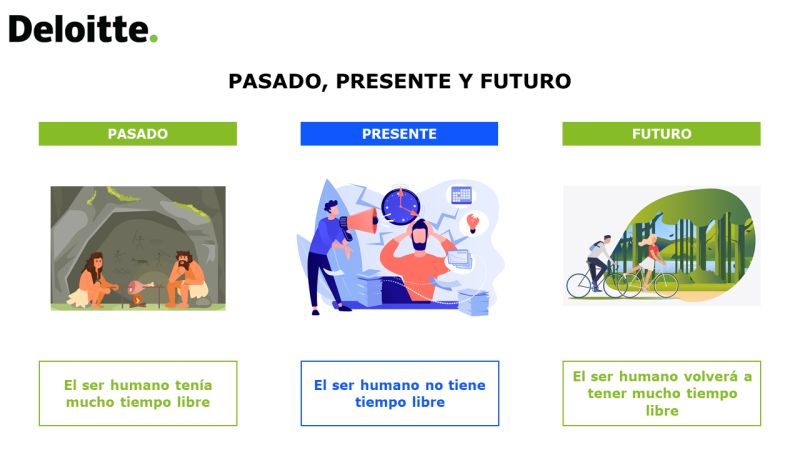 Deloitte.
PASADO, PRESENTE Y FUTURO
PASADO
PRESENTE
FUTURO
El ser humano tenía
mucho tiempo libre
El ser humano no tiene
tiempo libre
El ser humano volverá a
tener mucho tiempo
libre